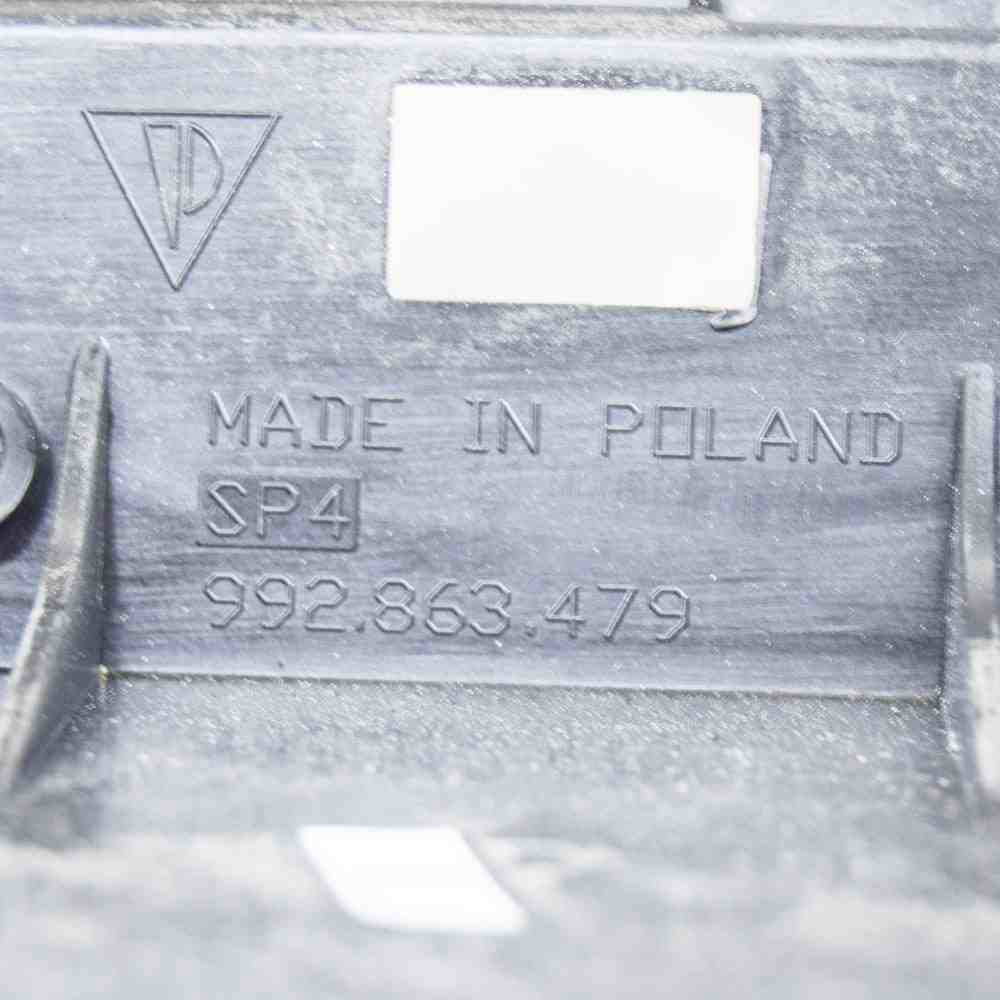 MADE IN POLAND
SP4
992.863.479